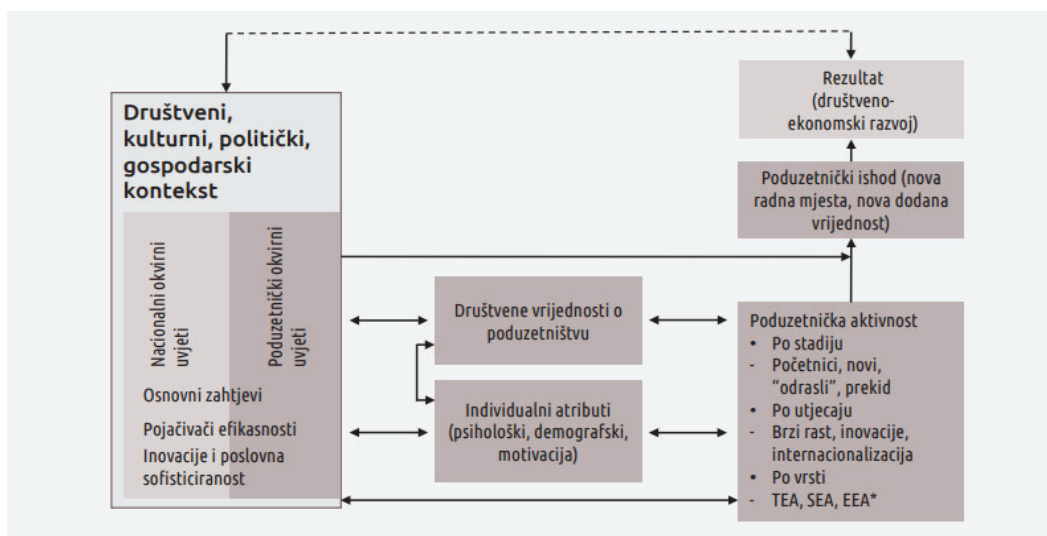 Društveni,
kulturni, politički,
gospodarski
kontekst
Nacionalni okvirni
uvjeti
Poduzetnički okvirni
uvjeti
Osnovni zahtjevi
Pojačivači efikasnosti
Inovacije i poslovna
sofisticiranost
Društvene vrijednosti o
poduzetništvu
Individualni atributi
(psihološki, demografski,
motivacija)
Rezultat
(društveno-
ekonomski razvoj)
Poduzetnički ishod (nova
radna mjesta, nova dodana
vrijednost)
Poduzetnička aktivnost
• Po stadiju
- Početnici, novi,
“odrasli”, prekid
• Po utjecaju
- Brzi rast, inovacije,
internacionalizacija
• Po vrsti
- TEA, SEA, EEA*